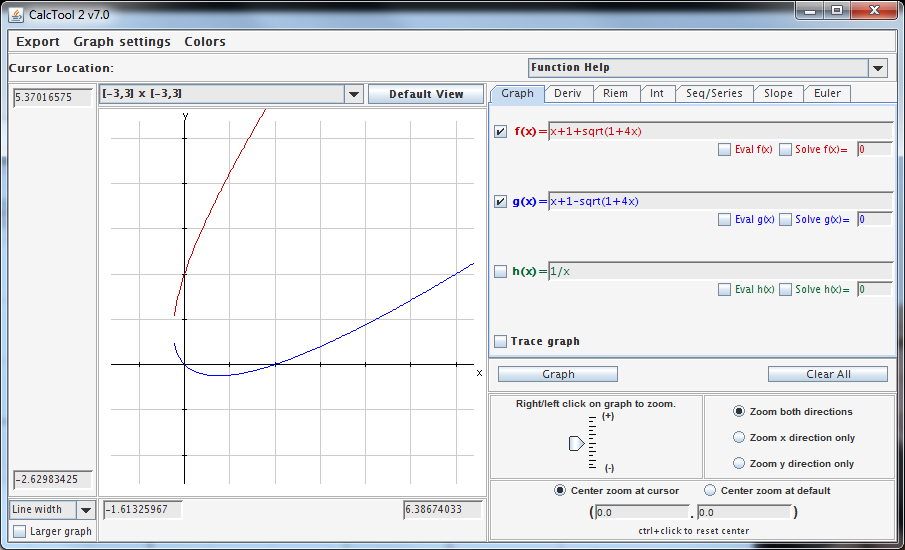 CalcTool 2 v7.0
Export Graph settings Colors
Cursor Location:
Function Help
5.37016575
[-3,3] x [-3,3]
Default View
Graph Deriv Riem Int Seq/Series Slope Euler
y
x
f(x)=x+1+sqrt(1+4x)
Eval f(x) Solve f(x)= 0
g(x)=x+1-sqrt(1+4x)
Eval g(x) Solve g(x)= 0
h(x)=1/x
Eval h(x) Solve h(x)= 0
Trace graph
Graph Clear All
Right/left click on graph to zoom.
(+)
(-)
Zoom both directions
Zoom x direction only
Zoom y direction only
-2.62983425
Line width
-1.61325967
6.38674033
Larger graph
Center zoom at cursor Center zoom at default
(0.0 . 0.0 )
ctrl+click to reset center